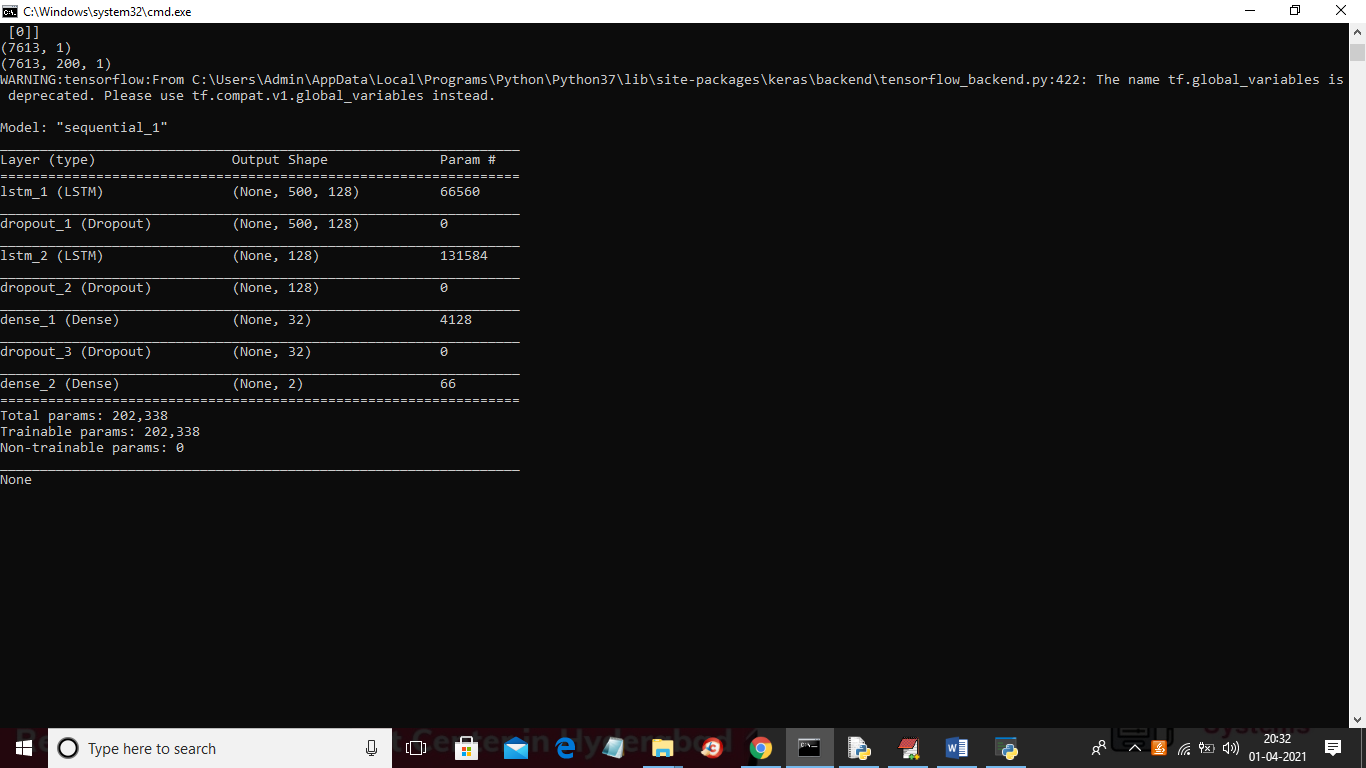 C:\Windows\system32\cmd.exe
[0]]
(7613, 1)
(7613, 200, 1)
WARNING:tensorflow:From C:\Users\Admin\AppData\Local\Programs\Python\Python37\lib\site-packages\keras\backend\tensorflow_backend.py:422: The name tf.global_variables is
deprecated. Please use tf.compat.v1.global_variables instead.
Model: "sequential_1"
Layer (type) Output Shape Param #
lstm_1 (LSTM) (None, 500, 128) 66560
dropout_1 (Dropout) (None, 500, 128) 0
lstm_2 (LSTM) (None, 128) 131584
dropout_2 (Dropout) (None, 128) 0
dense_1 (Dense) (None, 32) 4128
dropout_3 (Dropout) (None, 32) 0
dense_2 (Dense) (None, 2) 66
Total params: 202,338
Trainable params: 202,338
Non-trainable params: 0
None
Type here to search
20:32
01-04-2021